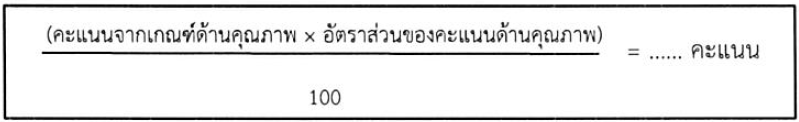 (คะแนนจากเกณฑ์ด้านคุณภาพ × อัตราส่วนของคะแนนด้านคุณภาพ) = ...... คะแนน
100